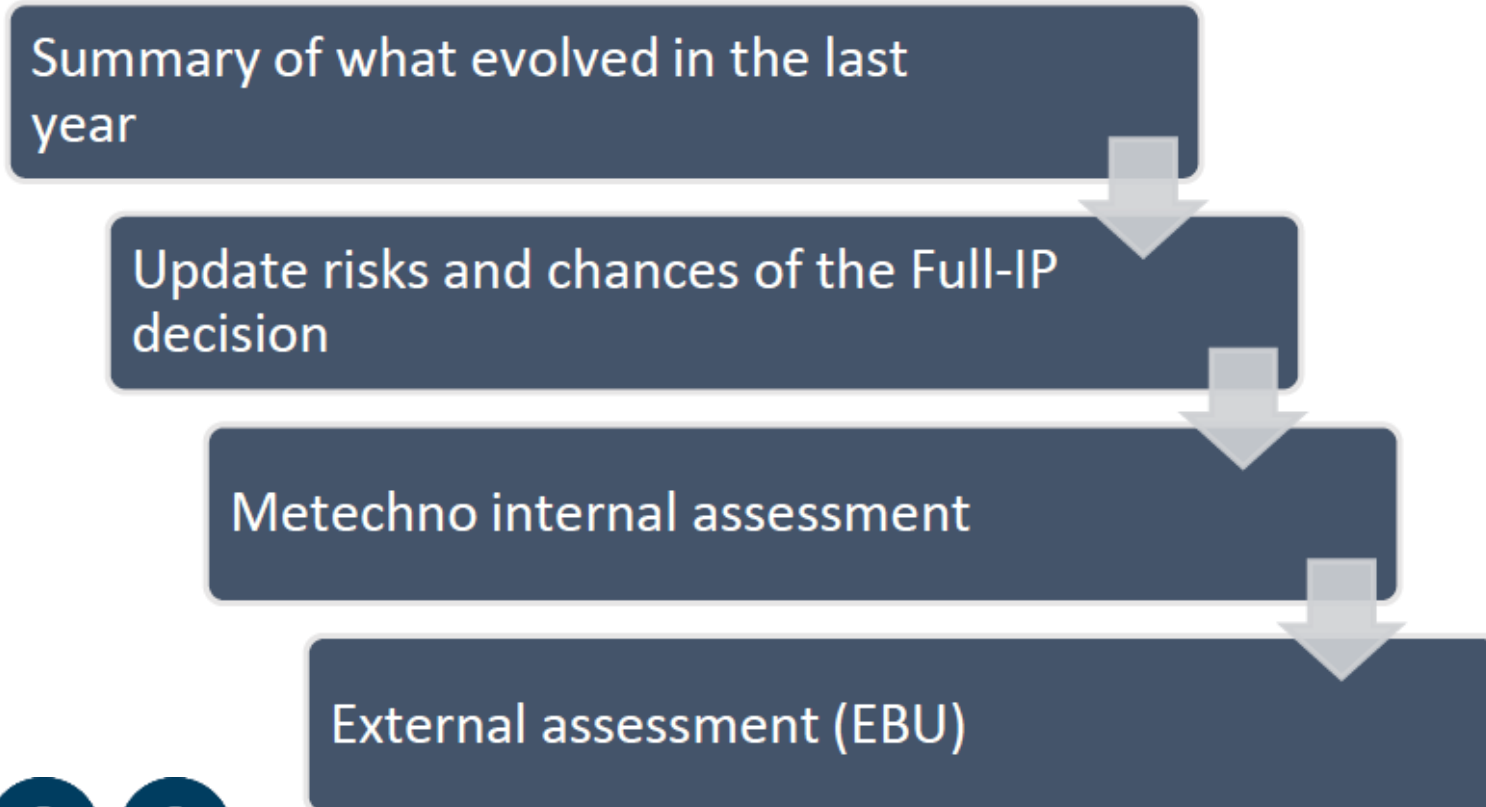 Summary of what evolved in the last
year
Update risks and chances of the Full-IP
decision
Metechno internal assessment
External assessment (EBU)